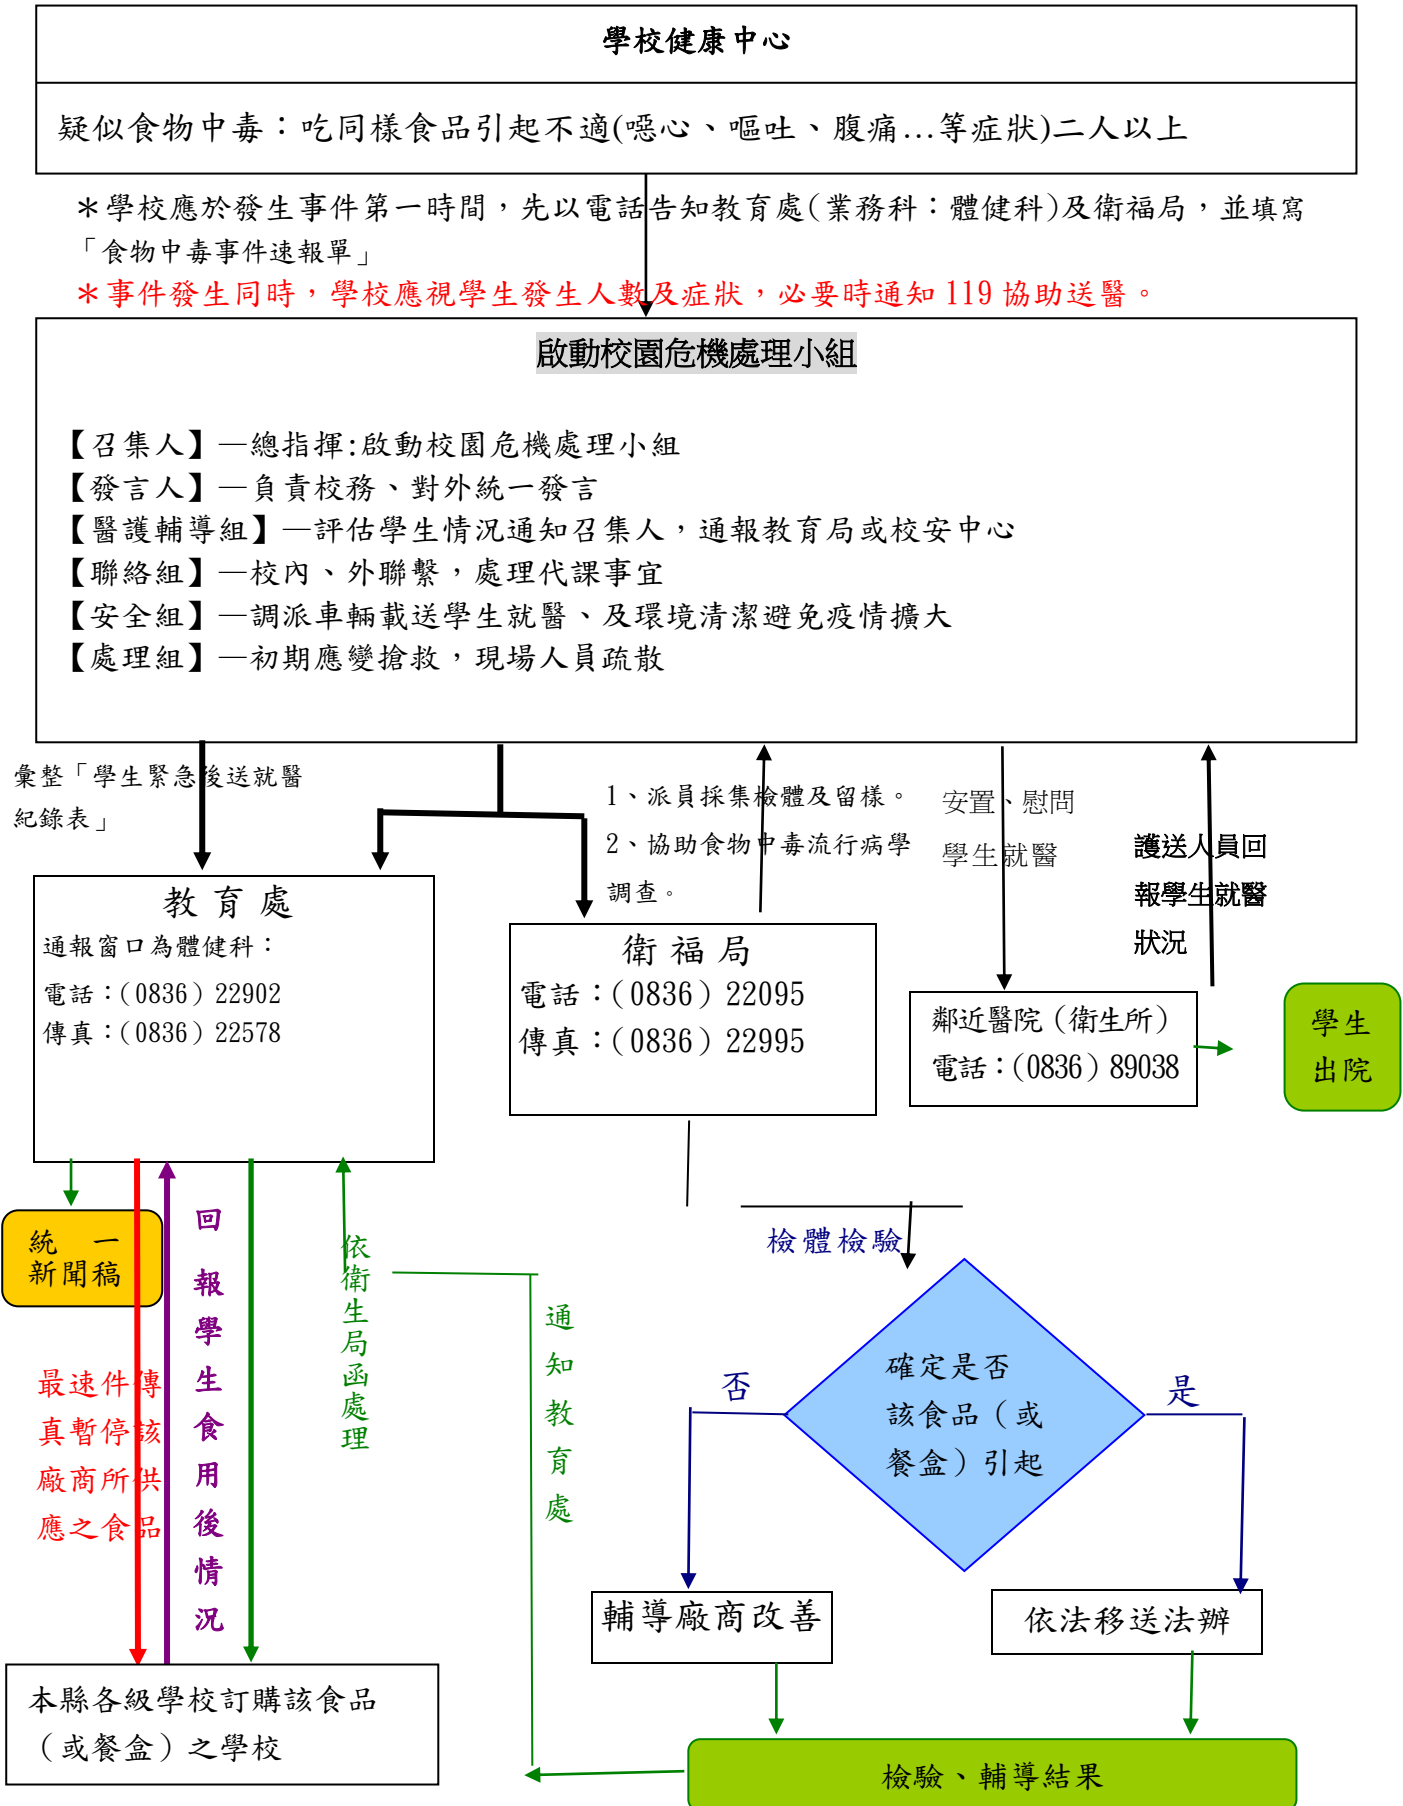 學校健康中心
疑似食物中毒：吃同樣食品引起不適(噁心、嘔吐、腹痛…等症狀)二人以上
＊學校應於發生事件第一時間，先以電話告知教育處(業務科：體健科)及衛福局，並填寫
「食物中毒事件速報單」
＊事件發生同時，學校應視學生發生人數及症狀，必要時通知 119 協助送醫。
啟動校園危機處理小組
【召集人】—總指揮:啟動校園危機處理小組
【發言人】—負責校務、對外統一發言
【醫護輔導組】—評估學生情況通知召集人，通報教育局或校安中心
【聯絡組】—校內、外聯繫，處理代課事宜
【安全組】—調派車輛載送學生就醫、及環境清潔避免疫情擴大
【處理組】—初期應變搶救，現場人員疏散
彙整「學生緊急後送就醫
紀錄表」
1、派員採集檢體及留樣。
2、協助食物中毒流行病學
調查。
安置、慰問
學生就醫
護送人員回
報學生就醫
狀況
教 育 處
通報窗口為體健科：
電話：(0836) 22902
傳真：(0836) 22578
衛 福 局
電話：(0836) 22095
傳真：(0836) 22995
鄰近醫院（衛生所）
電話：(0836) 89038
學生
出院
統 一
新聞稿
最速件傳
真暫停該
廠商所供
應之食品
回報學生食用後情況
依衛生局函處理
通知教育處
檢體檢驗
確定是否
該食品（或
餐盒）引起
否
是
輔導廠商改善
依法移送法辦
本縣各級學校訂購該食品
（或餐盒）之學校
檢驗、輔導結果